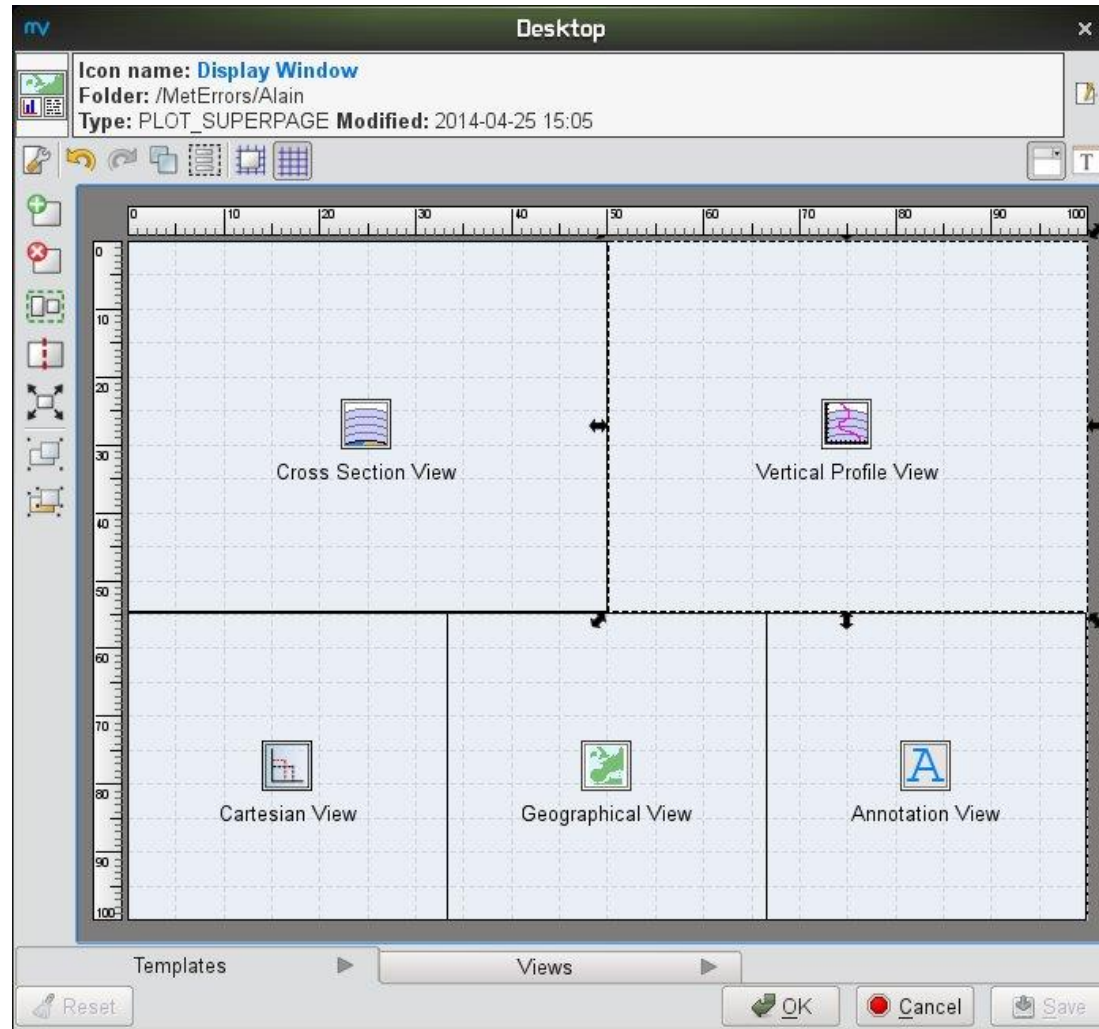 mv
Desktop
Icon name: Display Window
Folder: /MetErrors/Alain
Type: PLOT_SUPERPAGE Modified: 2014-04-25 15:05
T
0 10 20 30 40 50 60 70 80 90 100
0
10
20
30
40
50
60
70
80
90
100
Cross Section View
Vertical Profile View
Cartesian View
Geographical View
A
Annotation View
Templates
Views
Reset
OK
Cancel
Save